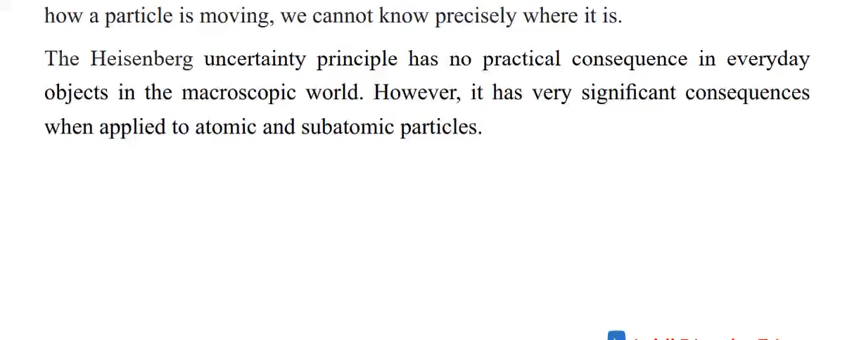 how a particle is moving, we cannot know precisely where it is.
The Heisenberg uncertainty principle has no practical consequence in everyday
objects in the macroscopic world. However, it has very significant consequences
when applied to atomic and subatomic particles.